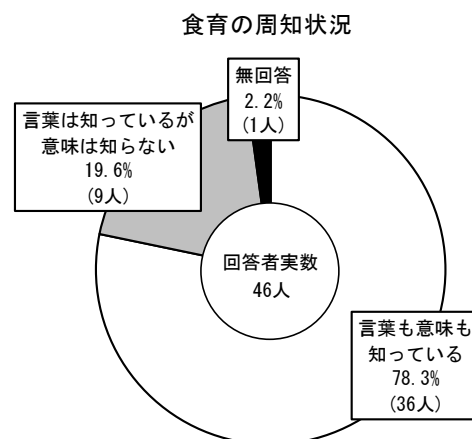 食育の周知状況
無回答
2.2%
(1人)
言葉は知っているが
意味は知らない
19.6%
(9人)
回答者実数
46人
言葉も意味も
知っている
78.3%
(36人)